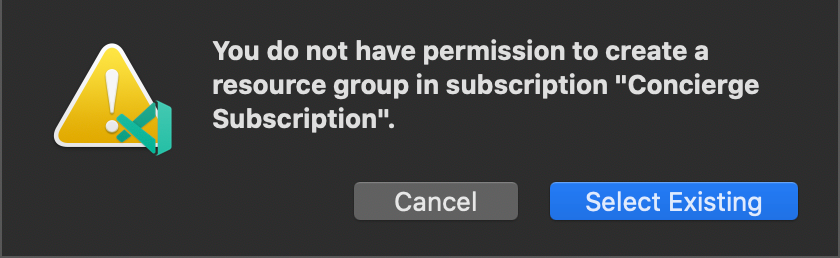 You do not have permission to create a
resource group in subscription "Concierge
Subscription".
Cancel
Select Existing